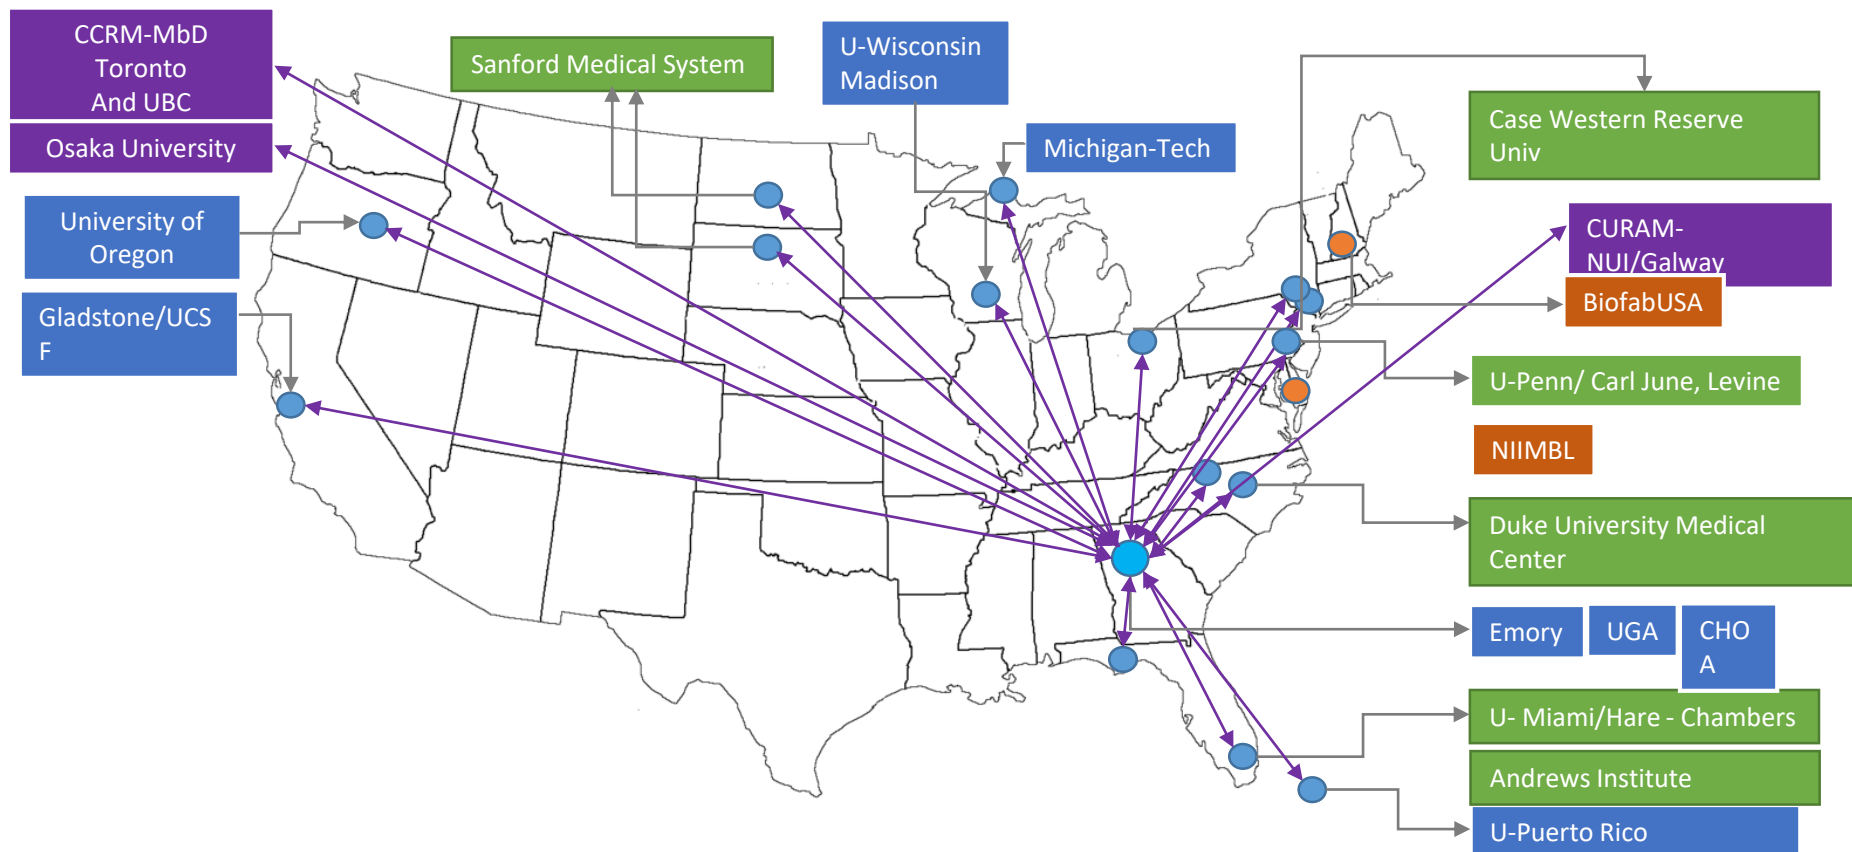 CCRM-MbD
Toronto
And UBC
Osaka University
University of
Oregon
Gladstone/UCS
F
Sanford Medical System
U-Wisconsin
Madison
Michigan-Tech
Case Western Reserve
Univ
CURAM-
NUI/Galway
BiofabUSA
U-Penn/ Carl June, Levine
NIIMBL
Duke University Medical
Center
Emory
UGA
CHO
A
U- Miami/Hare - Chambers
Andrews Institute
U-Puerto Rico